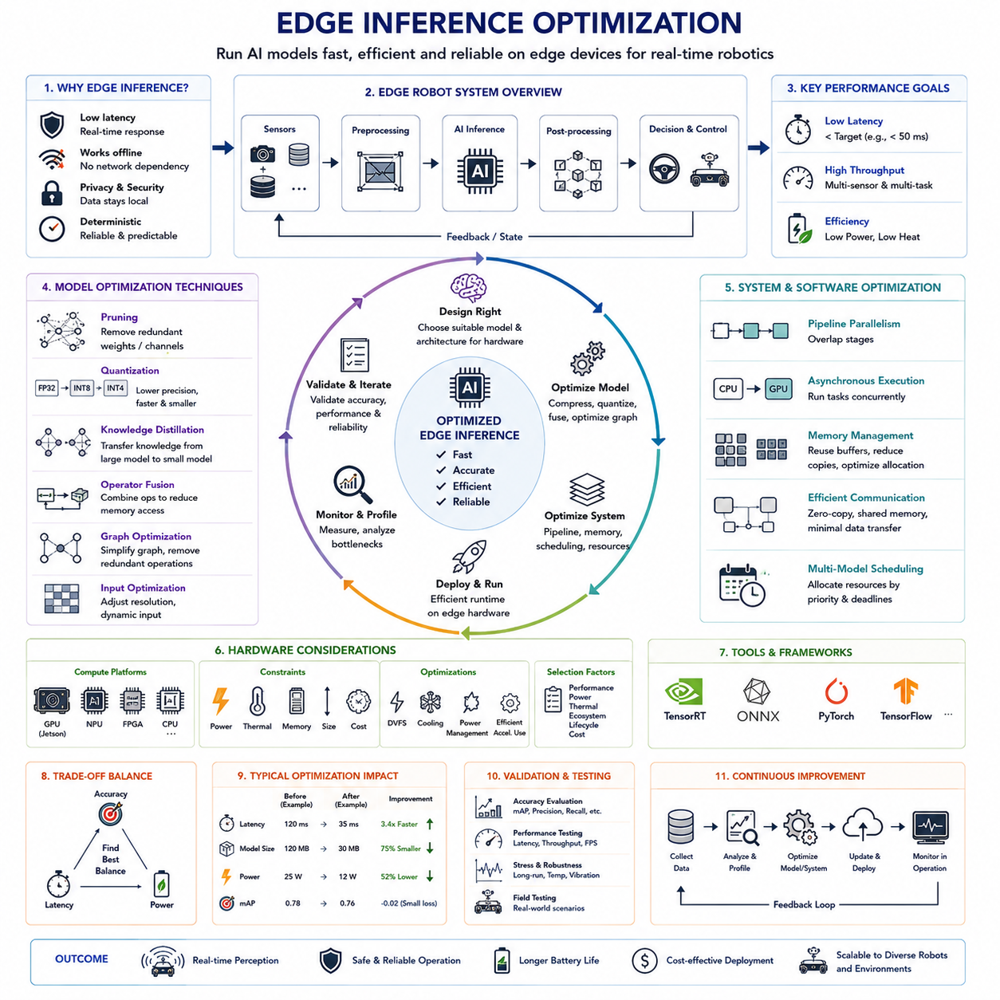 EDGE INFERENCE OPTIMIZATION
Run AI models fast, efficient and reliable on edge devices for real-time robotics
1. WHY EDGE INFERENCE?
Low latency
Real-time response
Works offline
No network dependency
Privacy & Security
Data stays local
Deterministic
Reliable & predictable
2. EDGE ROBOT SYSTEM OVERVIEW
Sensors
+
...
Preprocessing
AI Inference
AI
Post-processing
Decision & Control
Feedback / State
3. KEY PERFORMANCE GOALS
Low Latency
< Target (e.g., < 50 ms)
High Throughput
Multi-sensor & multi-task
Efficiency
Low Power, Low Heat
4. MODEL OPTIMIZATION TECHNIQUES
Pruning
Remove redundant
weights / channels
Quantization
FP32
INT8
INT4
Lower precision,
faster & smaller
Knowledge Distillation
Transfer knowledge from
large model to small model
Operator Fusion
Combine ops to reduce
memory access
Graph Optimization
Simplify graph, remove
redundant operations
Input Optimization
Adjust resolution,
dynamic input
Design Right
Choose suitable model &
architecture for hardware
Optimize Model
Compress, quantize,
fuse, optimize graph
Optimize System
Pipeline, memory,
scheduling, resources
Deploy & Run
Efficient runtime
on edge hardware
Monitor & Profile
Measure, analyze
bottlenecks
Validate & Iterate
Validate accuracy,
performance &
reliability
AI
OPTIMIZED
EDGE INFERENCE
✓ Fast
✓ Accurate
✓ Efficient
✓ Reliable
5. SYSTEM & SOFTWARE OPTIMIZATION
Pipeline Parallelism
Overlap stages
CPU
GPU
Asynchronous Execution
Run tasks concurrently
Memory Management
Reuse buffers, reduce
copies, optimize allocation
Efficient Communication
Zero-copy, shared memory,
minimal data transfer
Multi-Model Scheduling
Allocate resources by
priority & deadlines
6. HARDWARE CONSIDERATIONS
Compute Platforms
GPU
(Jetson)
AI
NPU
FPGA
CPU
...
Constraints
Power
Thermal
Memory
Size
Cost
Optimizations
DVFS
Cooling
Power
Management
Efficient
Accel. Use
Selection Factors
Performance
Power
Thermal
Ecosystem
Lifecycle
Cost
7. TOOLS & FRAMEWORKS
TensorRT
ONNX
PyTorch
TensorFlow
...
8. TRADE-OFF BALANCE
Accuracy
Find
Best
Balance
Latency
Power
9. TYPICAL OPTIMIZATION IMPACT
Before
(Example)
After
(Example)
Improvement
Latency 120 ms → 35 ms 3.4x Faster ↑
Model Size 120 MB → 30 MB 75% Smaller ↓
Power 25 W → 12 W 52% Lower ↓
mAP 0.78 → 0.76 -0.02 (Small loss)
10. VALIDATION & TESTING
Accuracy Evaluation
mAP, Precision, Recall, etc.
Performance Testing
Latency, Throughput, FPS
Stress & Robustness
Long-run, Temp, Vibration
Field Testing
Real-world scenarios
11. CONTINUOUS IMPROVEMENT
Collect
Data
Analyze &
Profile
Optimize
Model/System
Update &
Deploy
Monitor in
Operation
Feedback Loop
OUTCOME
Real-time Perception
Safe & Reliable Operation
Longer Battery Life
$
Cost-effective Deployment
Scalable to Diverse Robots
and Environments